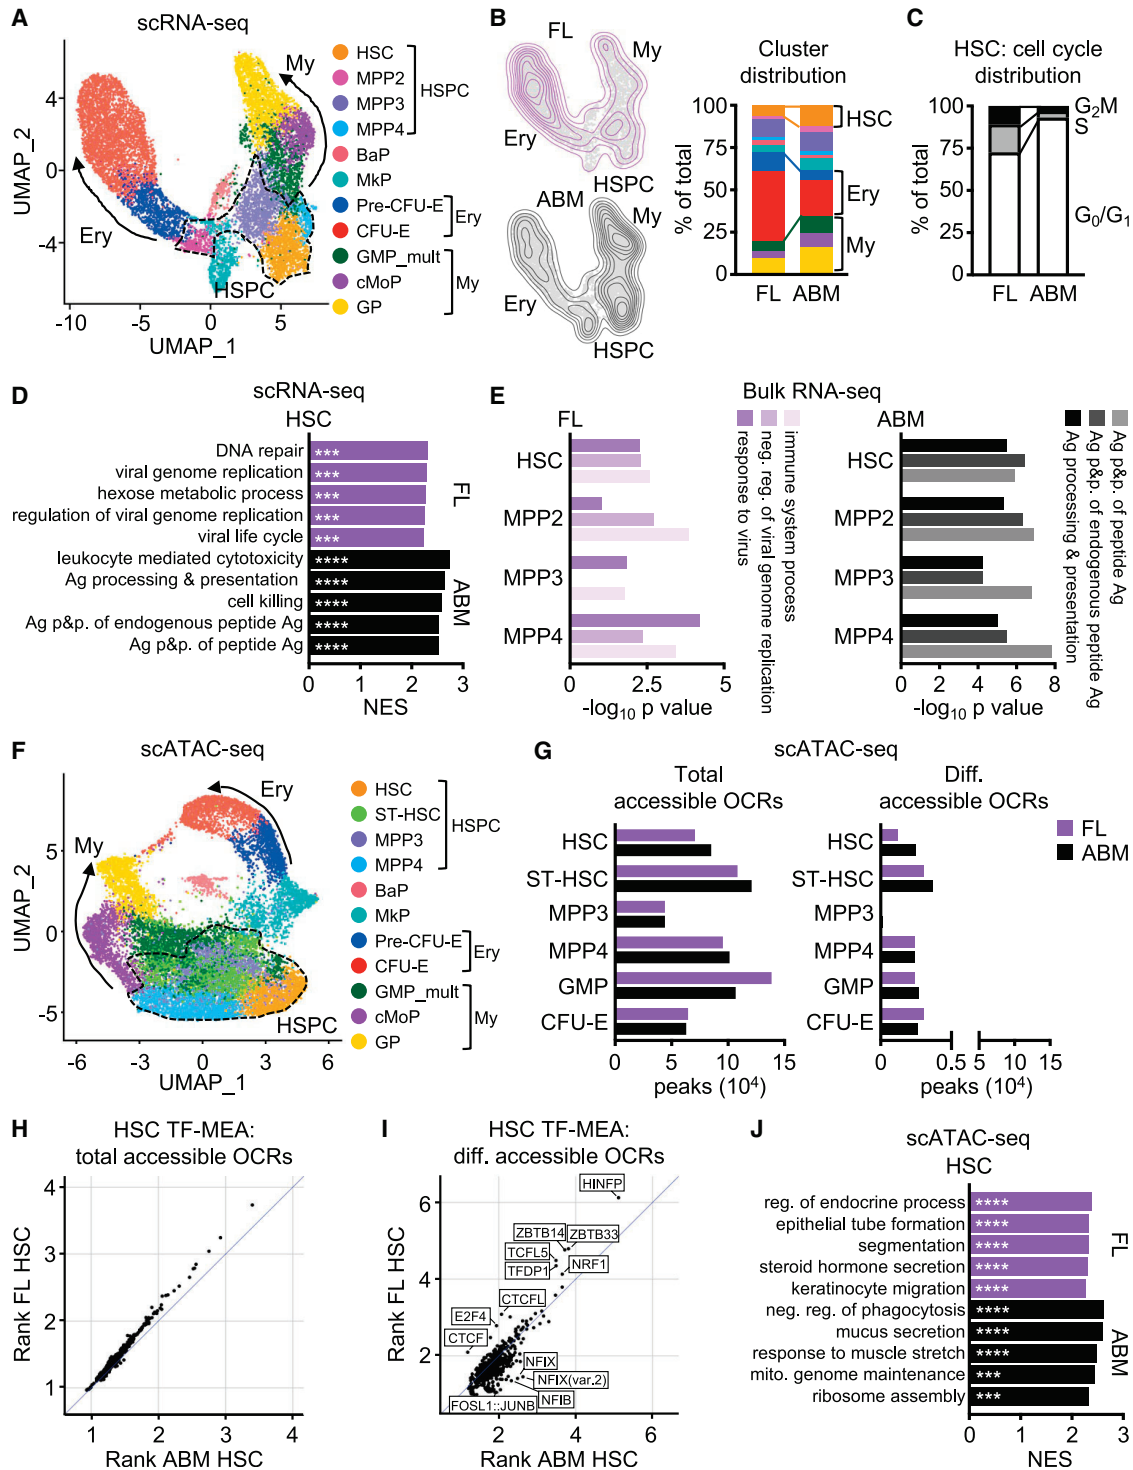 A
scRNA-seq
UMAP_2
4
0
-4
-10
-5
0
5
UMAP_1
My
Ery
HSPC
HSC
MPP2
MPP3
MPP4
BaP
MkP
Pre-CFU-E
CFU-E
GMP_mult
cMoP
GP
HSPC
Ery
My
B
FL
My
Ery
HSPC
ABM
My
Ery
HSPC
Cluster
distribution
% of total
100
75
50
25
0
FL
ABM
HSC
Ery
My
C
HSC: cell cycle
distribution
% of total
100
75
50
25
0
FL
ABM
G2M
S
G0/G1
D
scRNA-seq
HSC
DNA repair ***
viral genome replication ***
hexose metabolic process ***
regulation of viral genome replication ***
viral life cycle ***
leukocyte mediated cytotoxicity ****
Ag processing & presentation ****
cell killing ****
Ag p&p. of endogenous peptide Ag ****
Ag p&p. of peptide Ag ****
FL
ABM
0 1 2 3
NES
E
Bulk RNA-seq
FL
HSC
MPP2
MPP3
MPP4
0 2.5 5
-log10 p value
immune system process
neg. reg. of viral genome replication
response to virus
ABM
HSC
MPP2
MPP3
MPP4
0 2 4 6 8
-log10 p value
Ag p&p. of peptide Ag
Ag p&p. of endogenous peptide Ag
Ag processing & presentation
F
scATAC-seq
UMAP_2
5
0
-5
-6 -3 0 3 6
UMAP_1
Ery
My
HSPC
HSC
ST-HSC
MPP3
MPP4
BaP
MkP
Pre-CFU-E
CFU-E
GMP_mult
cMoP
GP
HSPC
Ery
My
G
scATAC-seq
Total
accessible OCRs
HSC
ST-HSC
MPP3
MPP4
GMP
CFU-E
0 5 10 15
peaks (10^4)
Diff.
accessible OCRs
HSC
ST-HSC
MPP3
MPP4
GMP
CFU-E
0 0.5 5 10 15
peaks (10^4)
FL
ABM
H
HSC TF-MEA:
total accessible OCRs
Rank FL HSC
4
3
2
1
1 2 3 4
Rank ABM HSC
I
HSC TF-MEA:
diff. accessible OCRs
Rank FL HSC
6
4
2
HINFP
ZBTB14
ZBTB33
TCFL5
TFDP1
NRF1
CTCFL
E2F4
CTCF
NFIX
NFIX(var.2)
NFIB
FOSL1::JUNB
2 4 6
Rank ABM HSC
J
scATAC-seq
HSC
reg. of endocrine process ****
epithelial tube formation ****
segmentation ****
steroid hormone secretion ****
keratinocyte migration ****
neg. reg. of phagocytosis ****
mucus secretion ****
response to muscle stretch ****
mito. genome maintenance ***
ribosome assembly ***
FL
ABM
0 1 2 3
NES